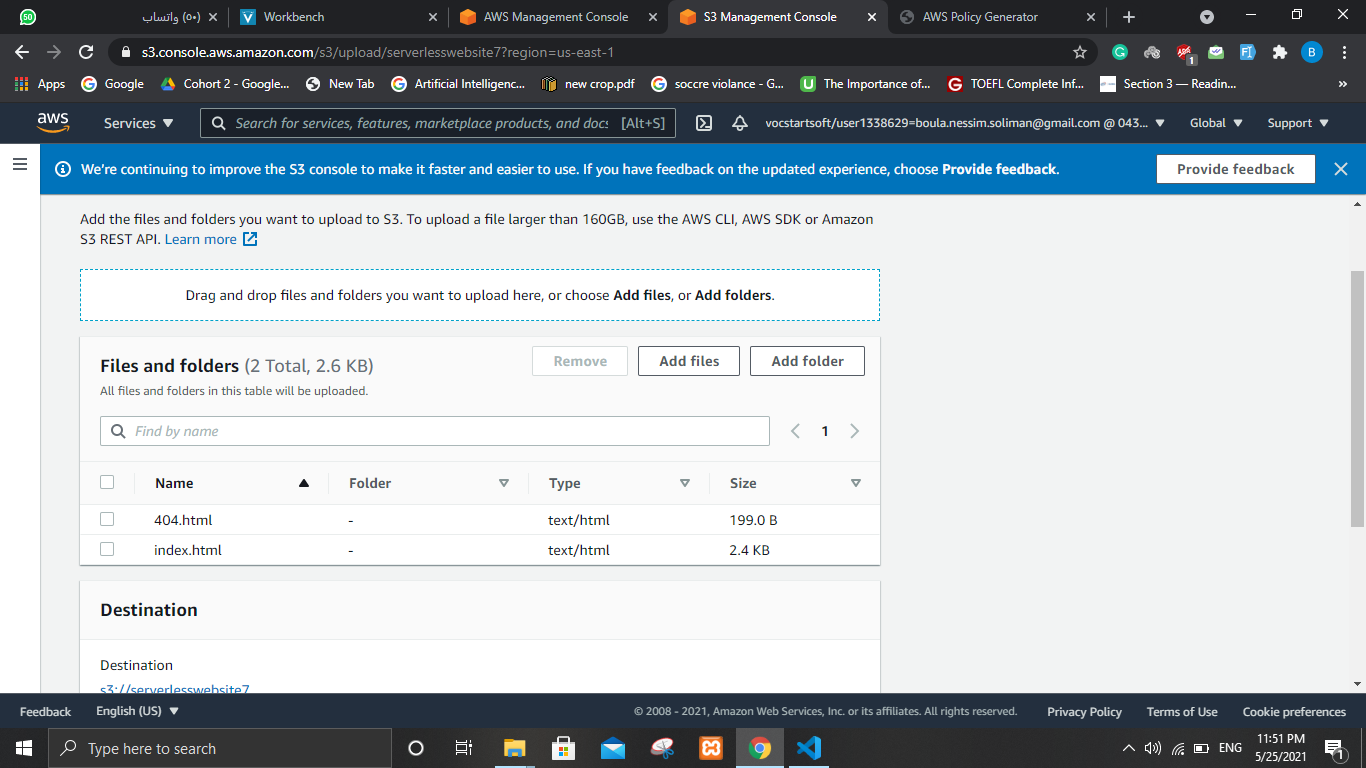 50
(٥٠) واتساب
Workbench
AWS Management Console
S3 Management Console
AWS Policy Generator
s3.console.aws.amazon.com/s3/upload/serverlesswebsite7?region=us-east-1
Apps
Google
Cohort 2 - Google...
New Tab
Artificial Intelligenc...
new crop.pdf
soccre violance - G...
The Importance of...
TOEFL Complete Inf...
Section 3 — Readin...
»
aws
Services
Search for services, features, marketplace products, and docs [Alt+S]
vocstartsoft/user1338629=boula.nessim.soliman@gmail.com @ 043...
Global
Support
We're continuing to improve the S3 console to make it faster and easier to use. If you have feedback on the updated experience, choose Provide feedback.
Provide feedback
Add the files and folders you want to upload to S3. To upload a file larger than 160GB, use the AWS CLI, AWS SDK or Amazon
S3 REST API. Learn more
Drag and drop files and folders you want to upload here, or choose Add files, or Add folders.
Files and folders (2 Total, 2.6 KB)
Remove
Add files
Add folder
All files and folders in this table will be uploaded.
Find by name
1
Name Folder Type Size
404.html - text/html 199.0 B
index.html - text/html 2.4 KB
Destination
Destination
s3://serverlesswebsite7
Feedback
English (US)
© 2008 - 2021, Amazon Web Services, Inc. or its affiliates. All rights reserved.
Privacy Policy
Terms of Use
Cookie preferences
Type here to search
ENG
11:51 PM
5/25/2021
1